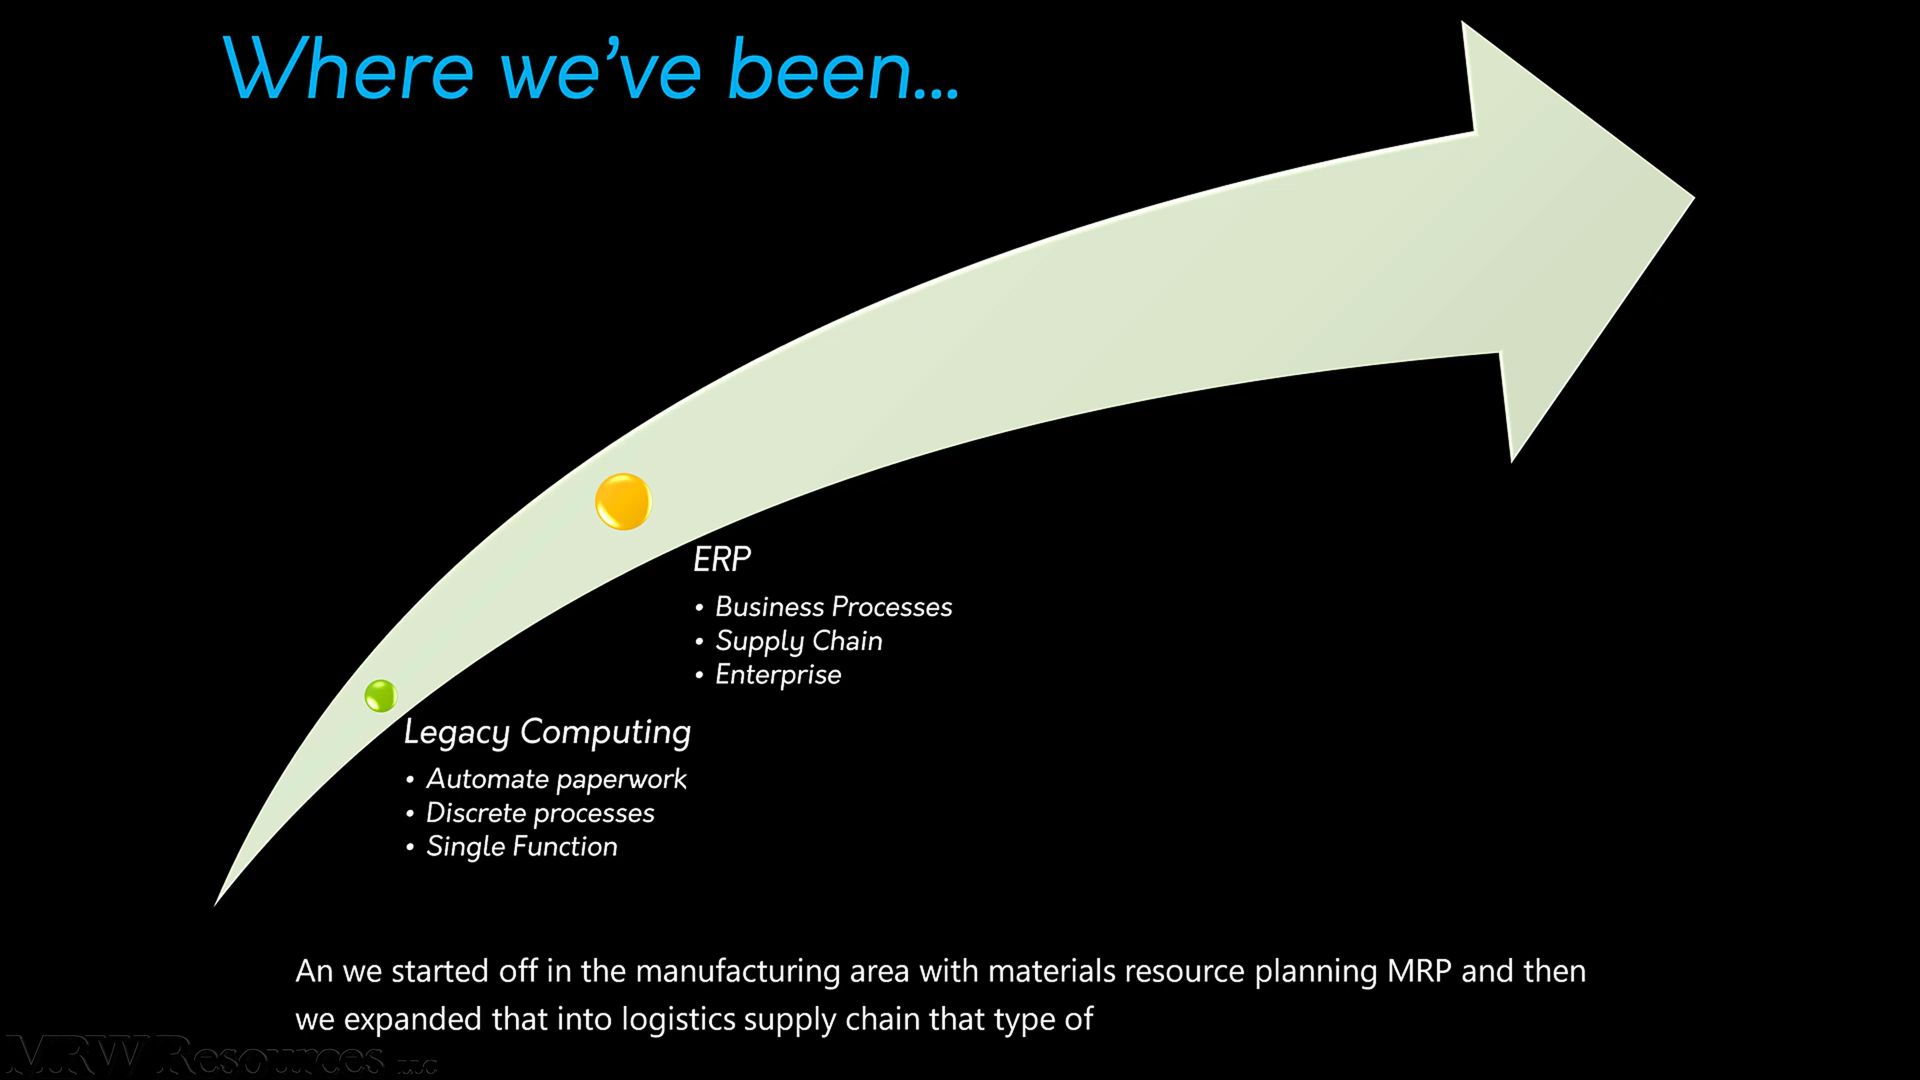 Where we've been...
ERP
• Business Processes
• Supply Chain
• Enterprise
Legacy Computing
• Automate paperwork
• Discrete processes
• Single Function
An we started off in the manufacturing area with materials resource planning MRP and then
we expanded that into logistics supply chain that type of
MRW Resources LLC